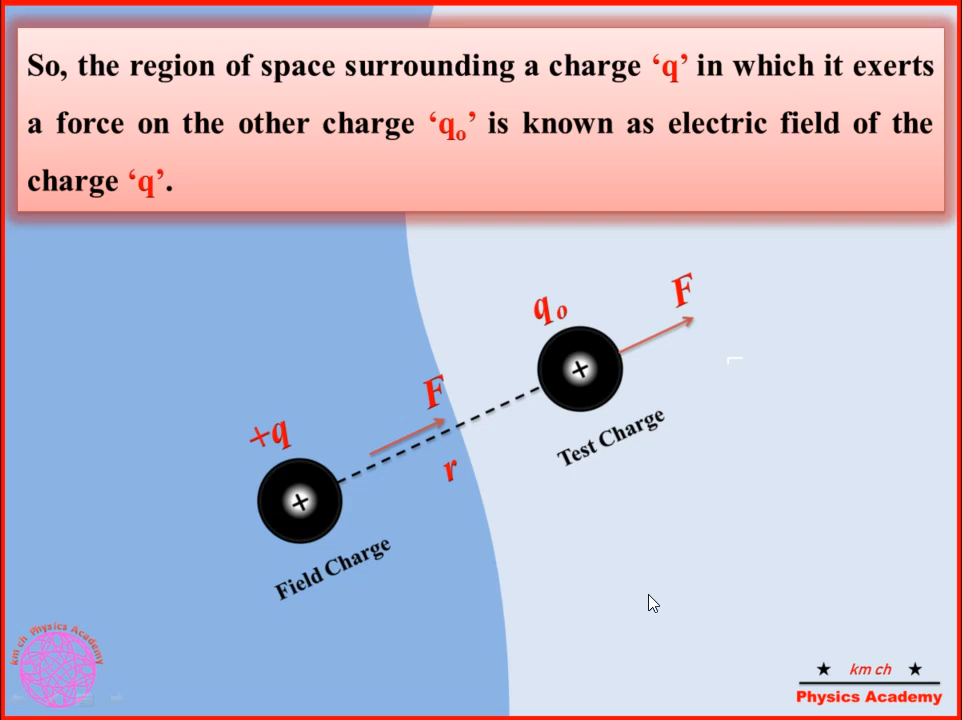 So, the region of space surrounding a charge ‘q’ in which it exerts
a force on the other charge ‘qₒ’ is known as electric field of the
charge ‘q’.
qₒ
F
+
Test Charge
F
+q
r
+
Field Charge
km ch Physics Academy
★ km ch ★
Physics Academy